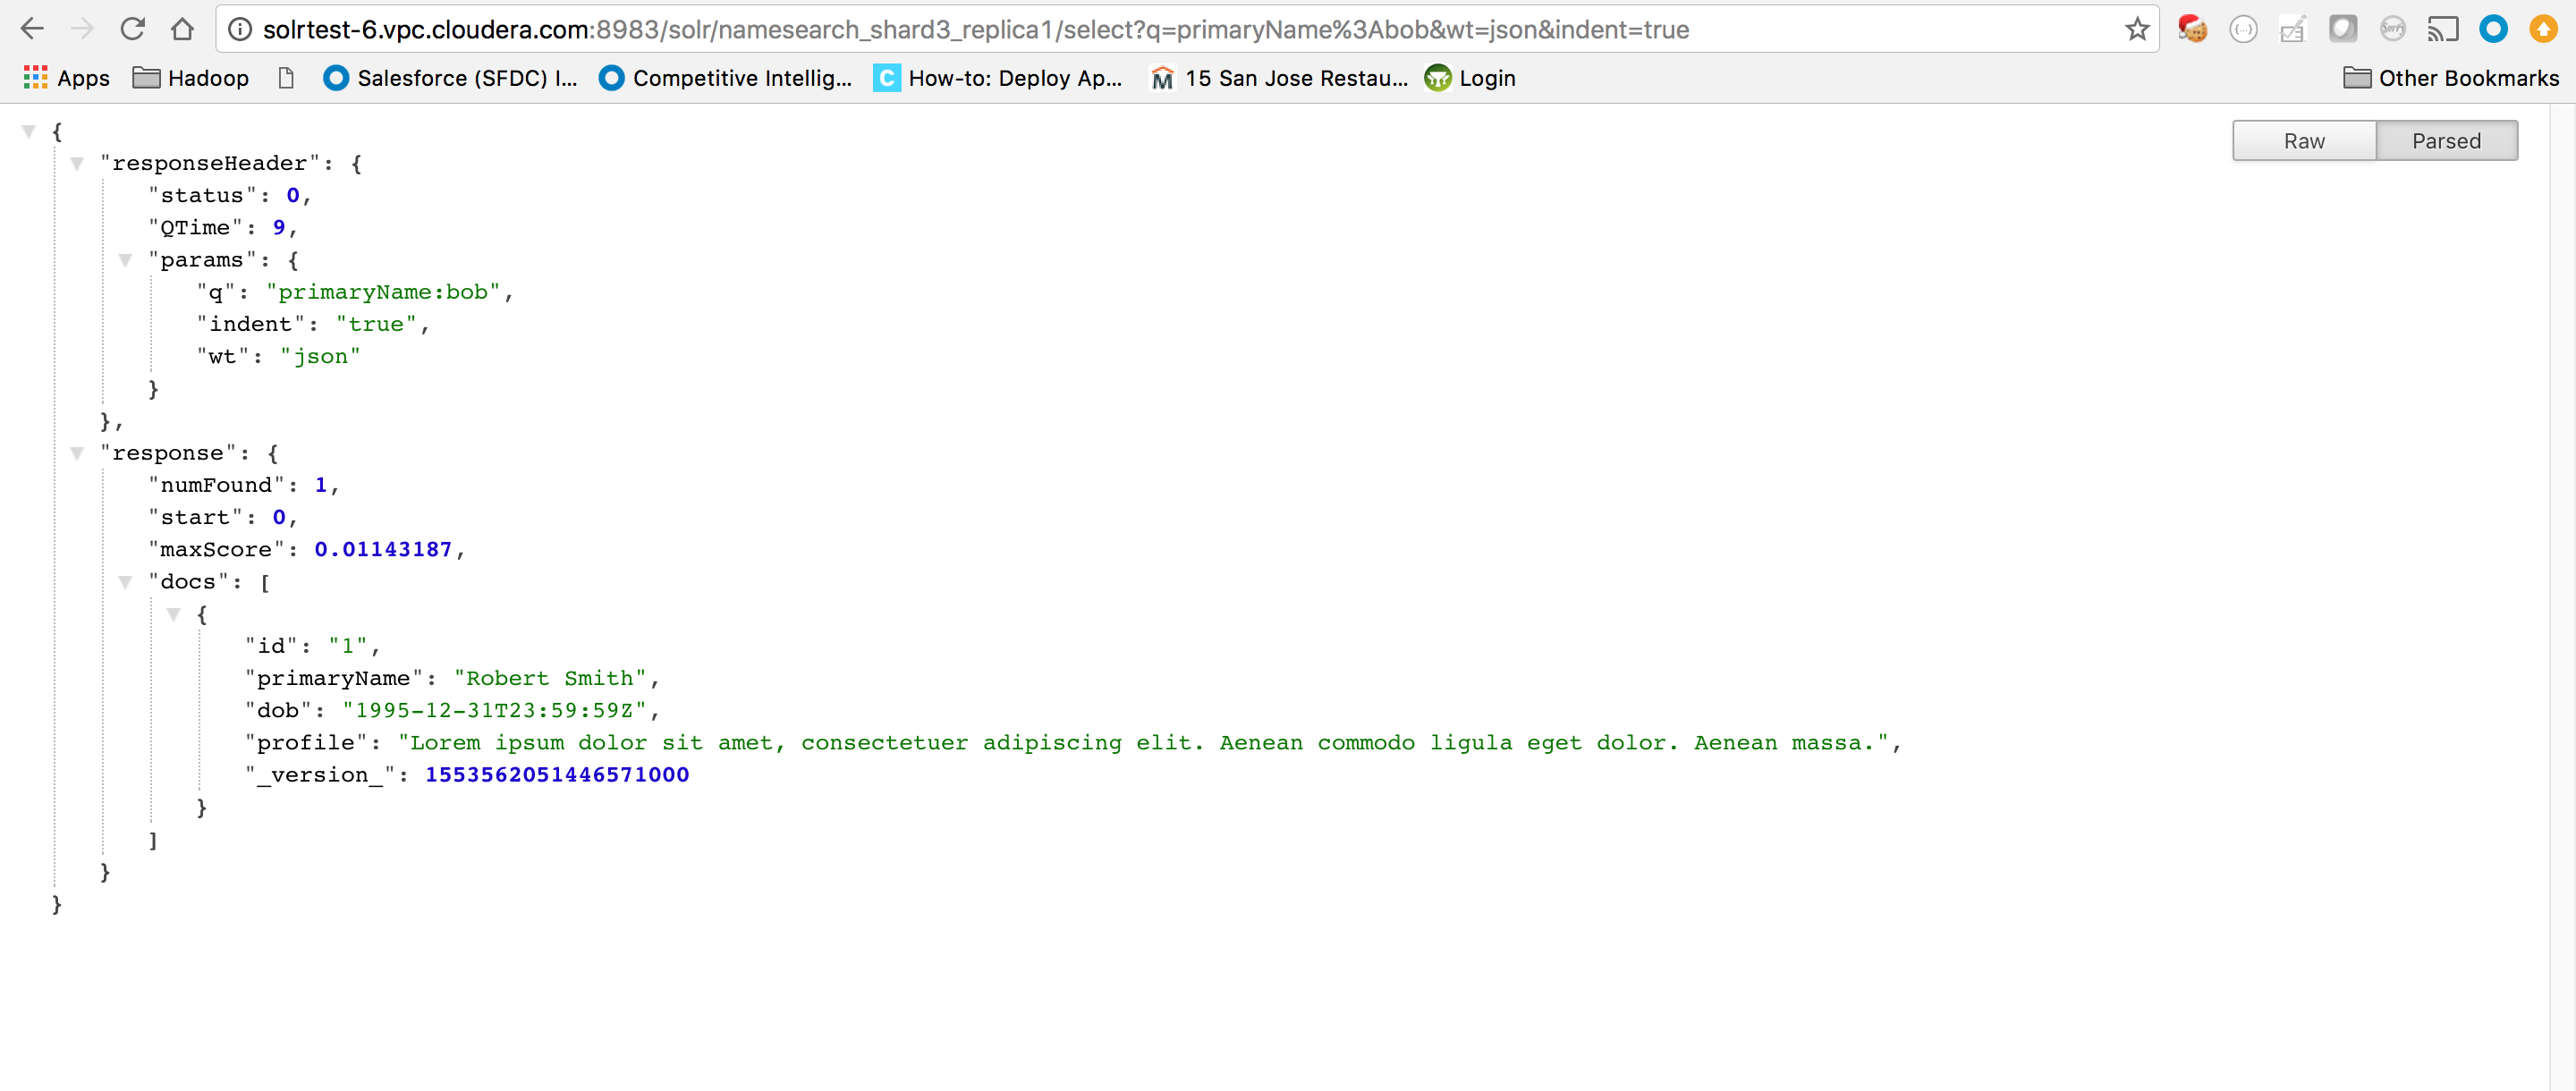 solrtest-6.vpc.cloudera.com:8983/solr/namesearch_shard3_replica1/select?q=primaryName%3Abob&wt=json&indent=true
Apps Hadoop Salesforce (SFDC) I... Competitive Intellig... C How-to: Deploy Ap... M 15 San Jose Restau... Login Other Bookmarks
Raw Parsed
{
"responseHeader": {
"status": 0,
"QTime": 9,
"params": {
"q": "primaryName:bob",
"indent": "true",
"wt": "json"
}
},
"response": {
"numFound": 1,
"start": 0,
"maxScore": 0.01143187,
"docs": [
{
"id": "1",
"primaryName": "Robert Smith",
"dob": "1995-12-31T23:59:59Z",
"profile": "Lorem ipsum dolor sit amet, consectetuer adipiscing elit. Aenean commodo ligula eget dolor. Aenean massa.",
"_version_": 1553562051446571000
}
]
}
}